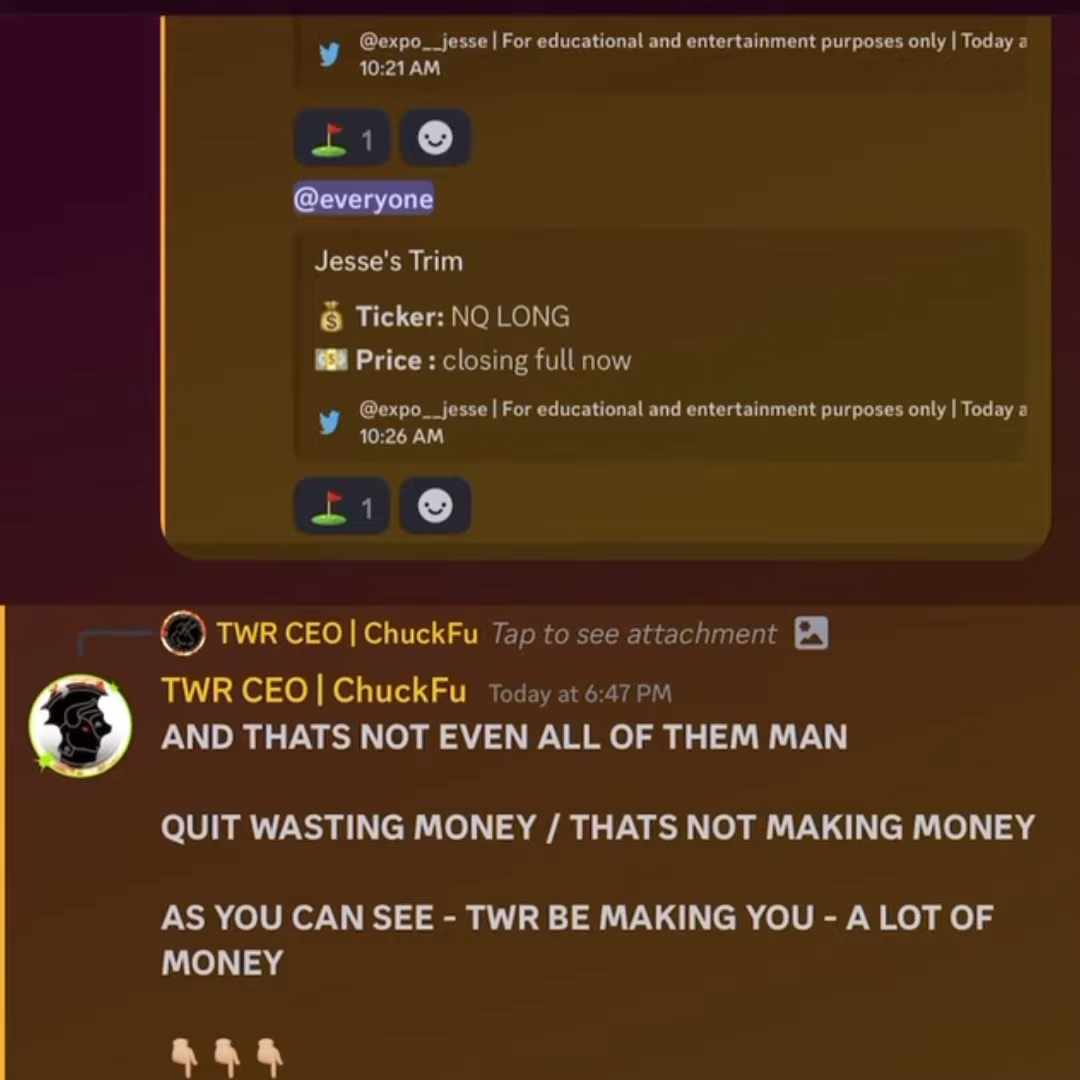 @expo__jesse | For educational and entertainment purposes only | Today a
10:21 AM
1
@everyone
Jesse's Trim
Ticker: NQ LONG
Price : closing full now
@expo__jesse | For educational and entertainment purposes only | Today a
10:26 AM
1
TWR CEO | ChuckFu Tap to see attachment
TWR CEO | ChuckFu Today at 6:47 PM
AND THATS NOT EVEN ALL OF THEM MAN
QUIT WASTING MONEY / THATS NOT MAKING MONEY
AS YOU CAN SEE - TWR BE MAKING YOU - A LOT OF
MONEY